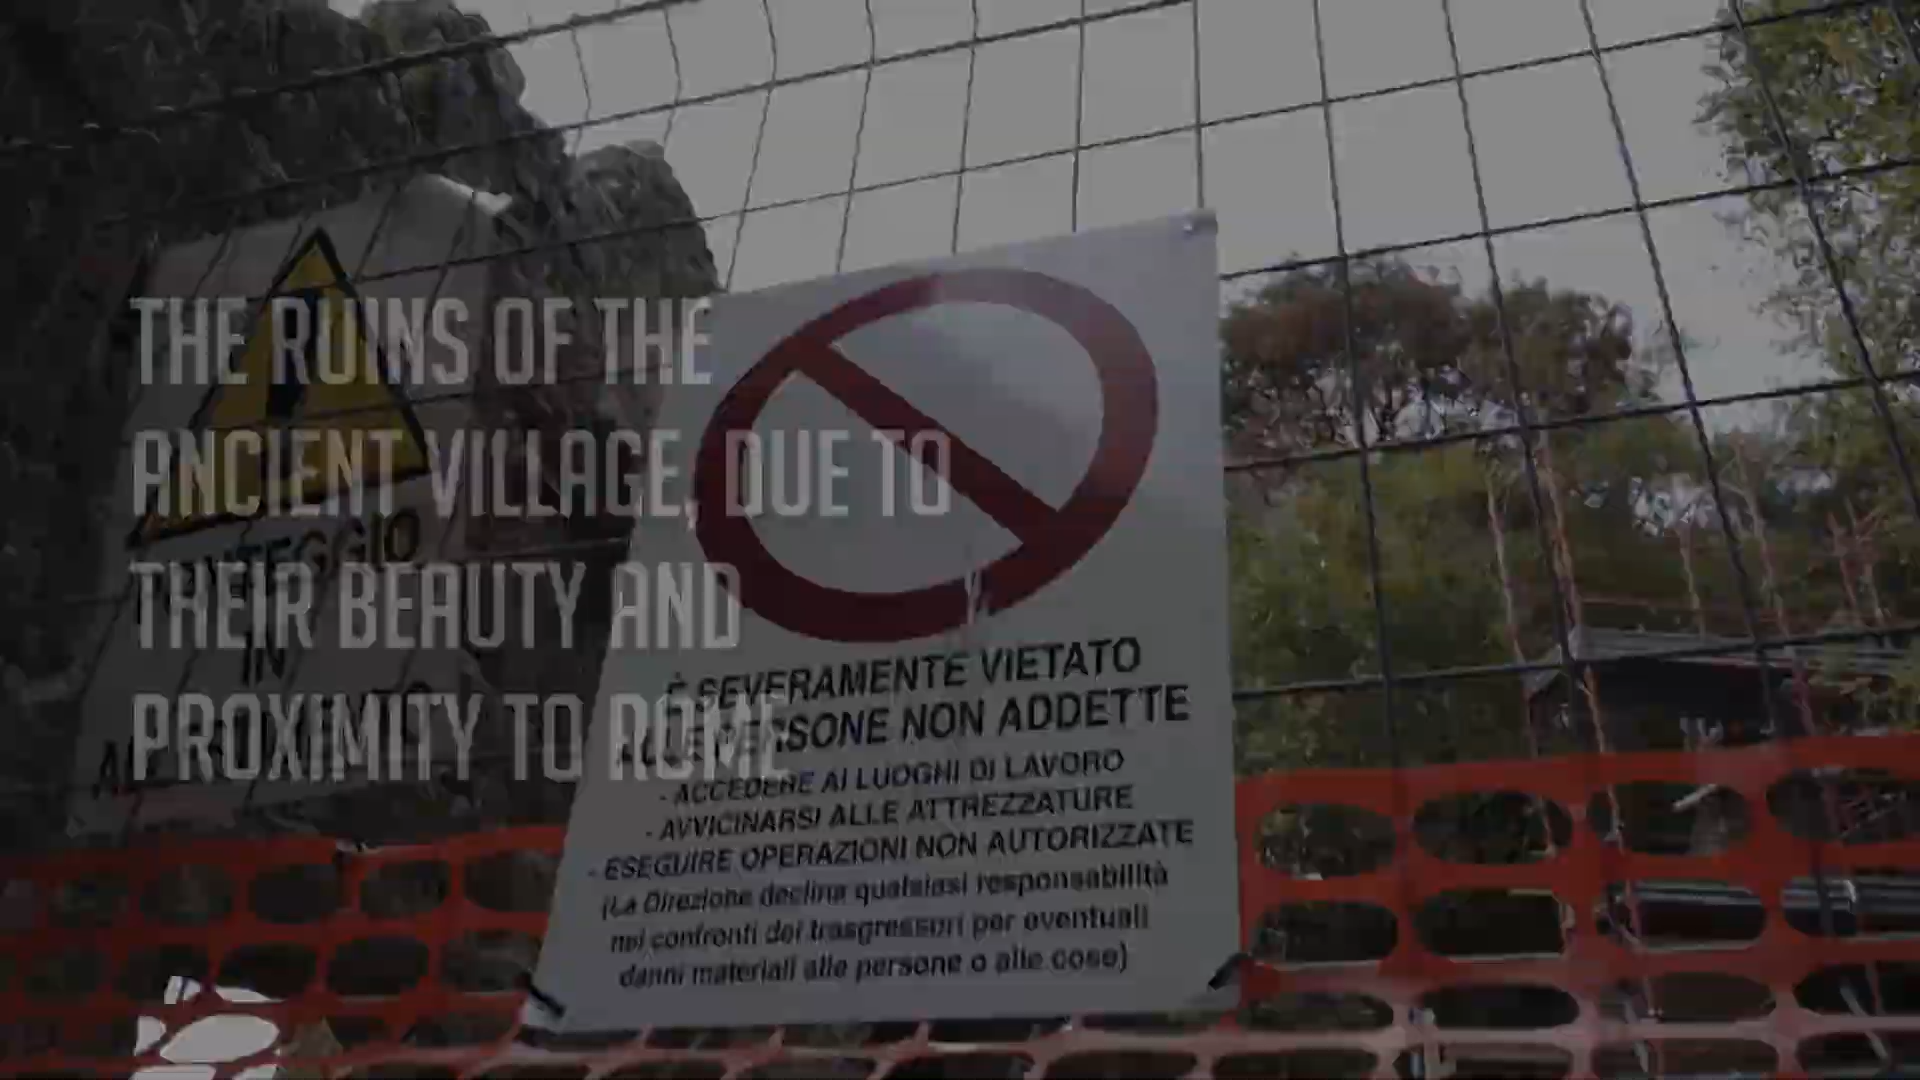 THE RUINS OF THE
ANCIENT VILLAGE, DUE TO
THEIR BEAUTY AND
PROXIMITY TO ROME
IN
È SEVERAMENTE VIETATO
ALLE PERSONE NON ADDETTE
- ACCEDERE AI LUOGHI DI LAVORO
- AVVICINARSI ALLE ATTREZZATURE
- ESEGUIRE OPERAZIONI NON AUTORIZZATE
(La Direzione declina qualsiasi responsabilità
nei confronti dei trasgressori per eventuali
danni materiali alle persone o alle cose)